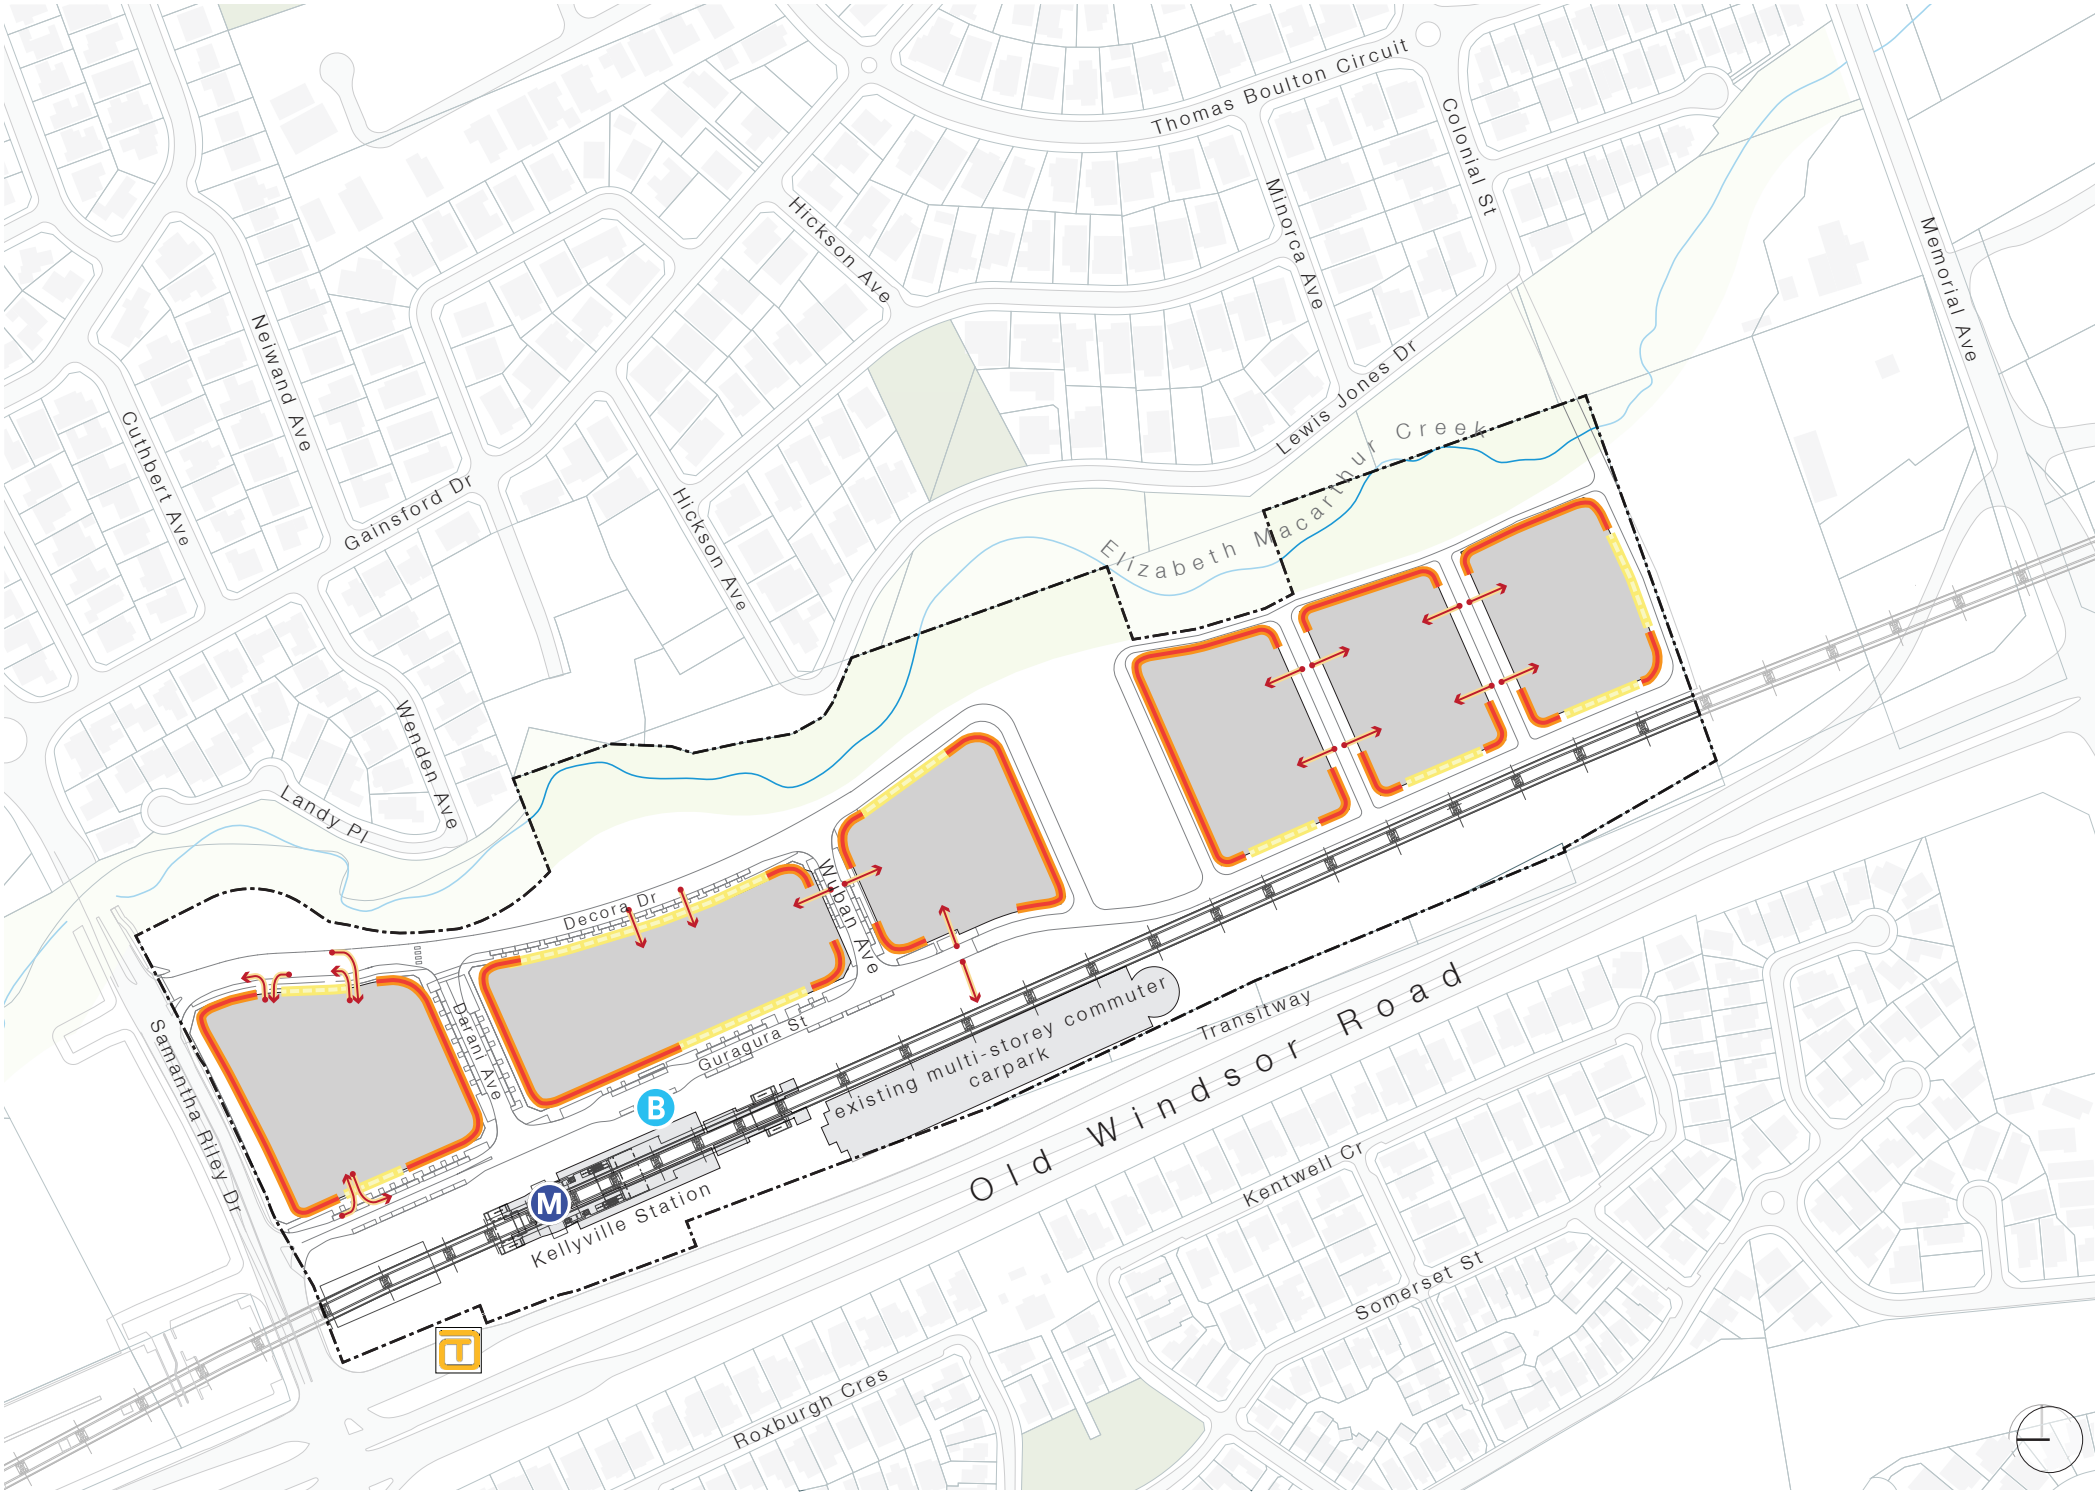 Thomas Boulton Circuit
Colonial St
Hickson Ave
Minorca Ave
Memorial Ave
Neiwand Ave
Lewis Jones Dr
Cuthbert Ave
Gainsford Dr
Hickson Ave
Elizabeth Macarthur Creek
Wenden Ave
Landy Pl
Decora Dr
Wuban Ave
Darani Ave
Guragura St
Samantha Riley Dr
existing multi-storey commuter
carpark
Transitway
Old Windsor Road
B
M
Kellyville Station
T
Kentwell Cr
Somerset St
Roxburgh Cres